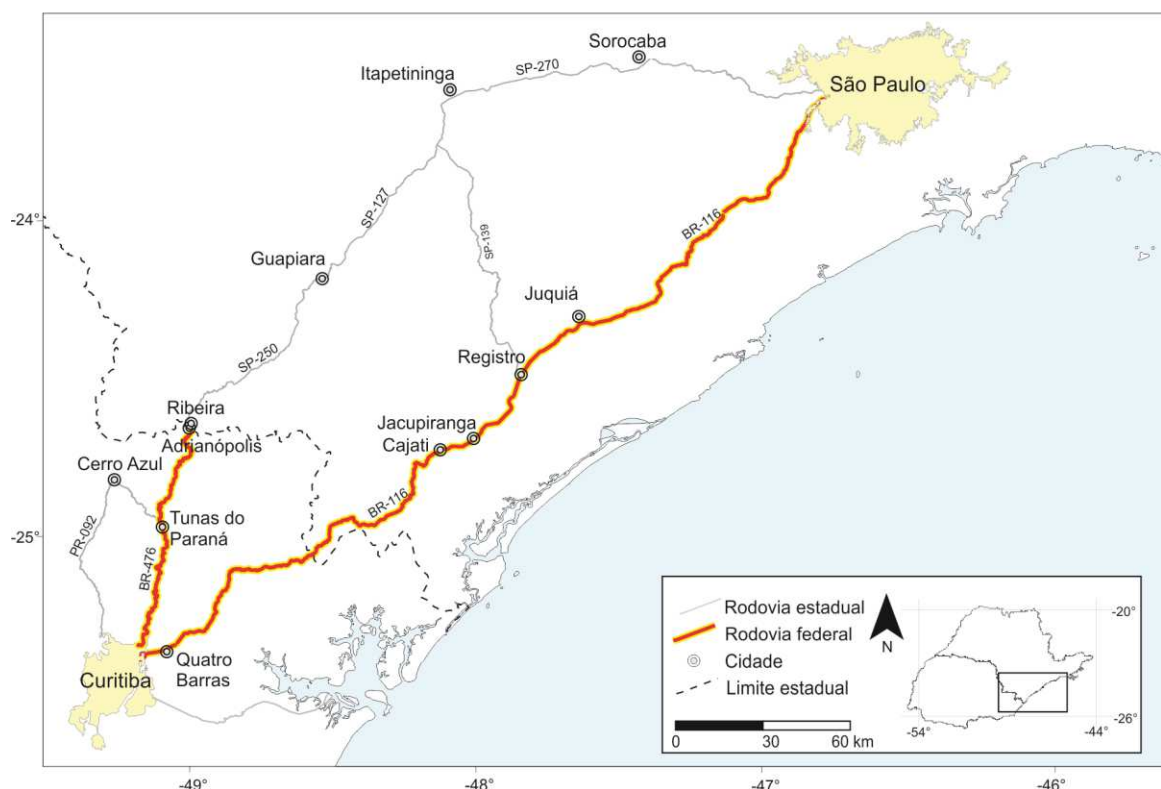 Sorocaba
SP-270
Itapetininga
São Paulo
-24°
SP-127
SP-139
BR-116
Guapiara
Juquiá
SP-250
Registro
Ribeira
Adrianópolis
Jacupiranga
Cajati
Cerro Azul
BR-116
Tunas do
Paraná
-25°
PR-092
BR-476
Quatro
Barras
Curitiba
Rodovia estadual
Rodovia federal
Cidade
Limite estadual
N
0
30
60 km
-20°
-26°
-54°
-44°
-49°
-48°
-47°
-46°